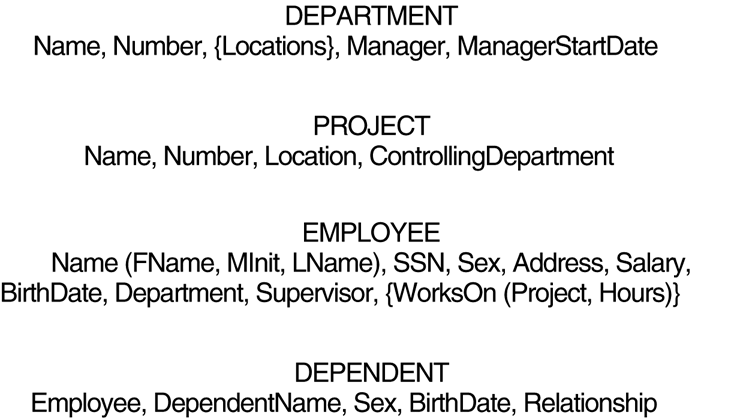 DEPARTMENT
Name, Number, {Locations}, Manager, ManagerStartDate
PROJECT
Name, Number, Location, ControllingDepartment
EMPLOYEE
Name (FName, MInit, LName), SSN, Sex, Address, Salary,
BirthDate, Department, Supervisor, {WorksOn (Project, Hours)}
DEPENDENT
Employee, DependentName, Sex, BirthDate, Relationship